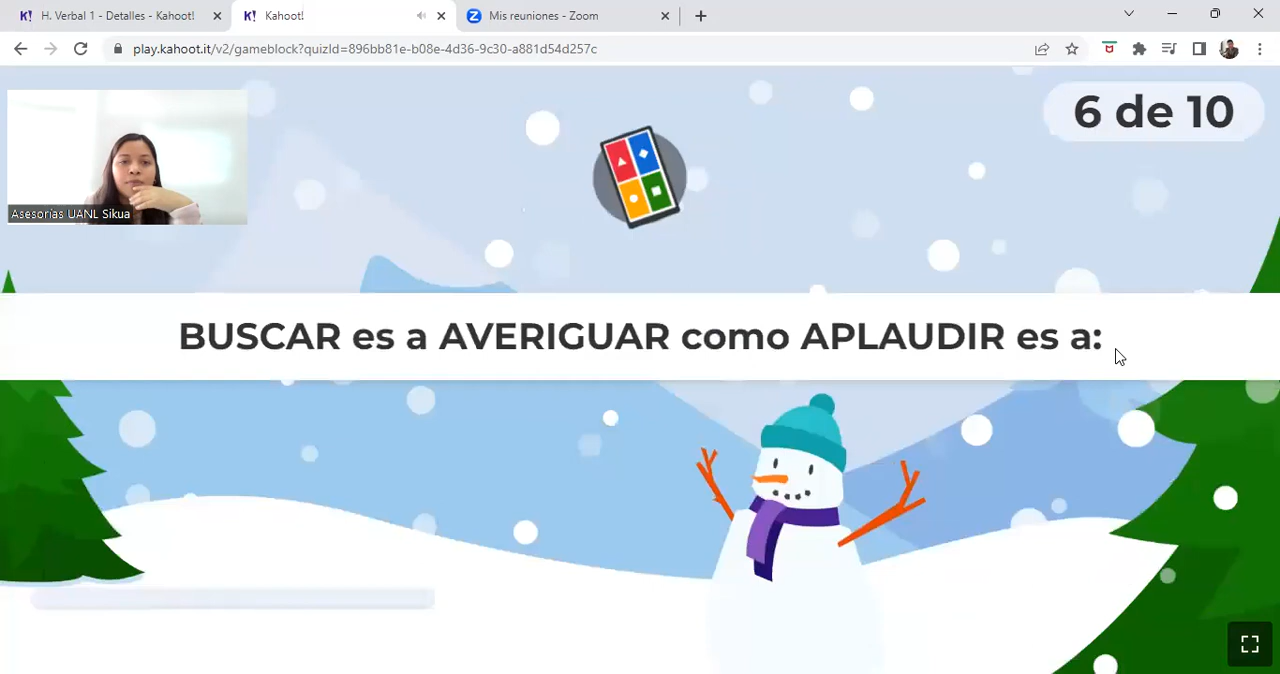 H. Verbal 1 - Detalles - Kahoot!
Kahoot!
Mis reuniones - Zoom
play.kahoot.it/v2/gameblock?quizId=896bb81e-b08e-4d36-9c30-a881d54d257c
6 de 10
Asesorías UANL Sikua
BUSCAR es a AVERIGUAR como APLAUDIR es a: